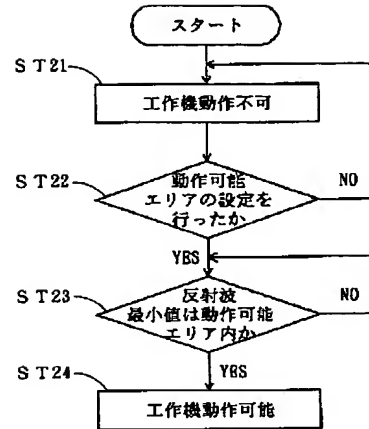 スタート
ST21
工作機動作不可
ST22
動作可能
エリアの設定を
行ったか
NO
YES
ST23
反射波
最小値は動作可能
エリア内か
NO
YES
ST24
工作機動作可能